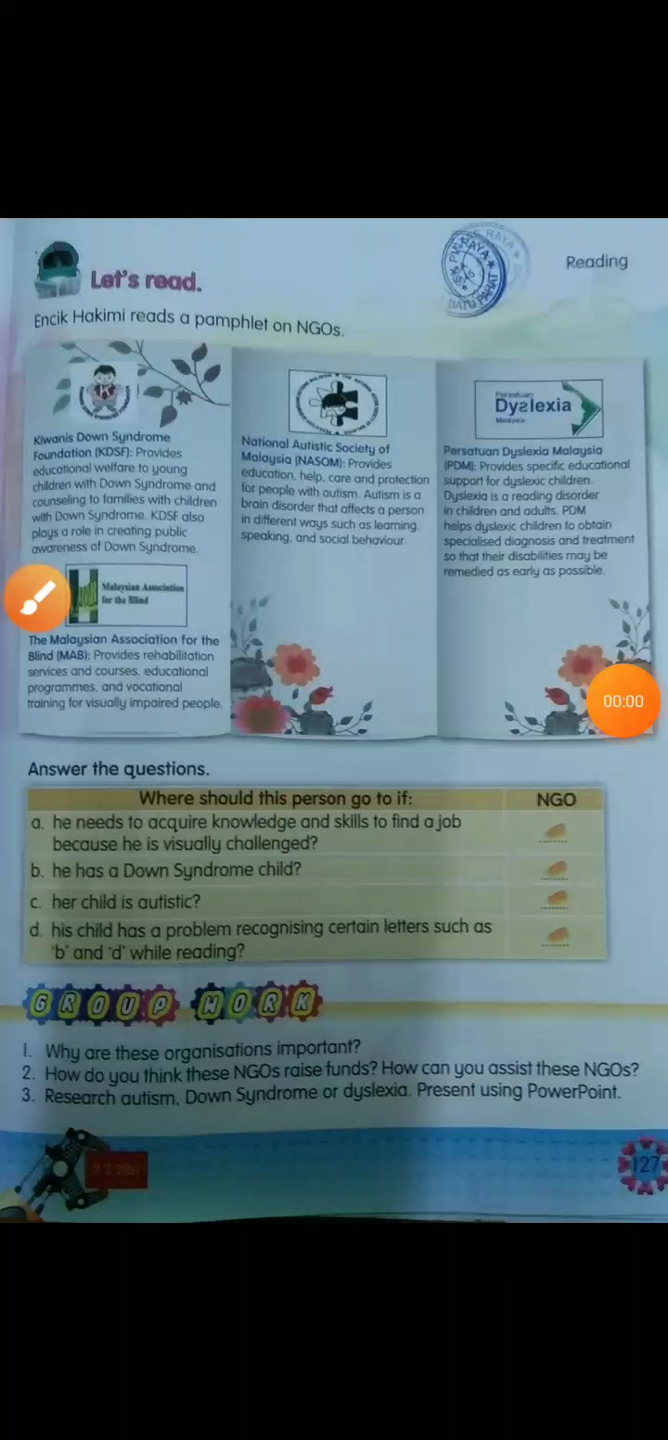 Let's read.
Reading
Encik Hakimi reads a pamphlet on NGOs.
Kiwanis Down Syndrome
Foundation (KDSF): Provides
educational welfare to young
children with Down Syndrome and
counseling to families with children
with Down Syndrome. KDSF also
plays a role in creating public
awareness of Down Syndrome.
Malaysian Association
for the Blind
The Malaysian Association for the
Blind (MAB): Provides rehabilitation
services and courses, educational
programmes, and vocational
training for visually impaired people.
National Autistic Society of
Malaysia (NASOM): Provides
education, help, care and protection
for people with autism. Autism is a
brain disorder that affects a person
in different ways such as learning,
speaking, and social behaviour.
Persatuan
Dyslexia
Malaysia
Persatuan Dyslexia Malaysia
(PDM): Provides specific educational
support for dyslexic children.
Dyslexia is a reading disorder
in children and adults. PDM
helps dyslexic children to obtain
specialised diagnosis and treatment
so that their disabilities may be
remedied as early as possible.
00:00
Answer the questions.
Where should this person go to if: NGO
a. he needs to acquire knowledge and skills to find a job
because he is visually challenged?
b. he has a Down Syndrome child?
c. her child is autistic?
d. his child has a problem recognising certain letters such as
'b' and 'd' while reading?
GROUP WORK
1. Why are these organisations important?
2. How do you think these NGOs raise funds? How can you assist these NGOs?
3. Research autism, Down Syndrome or dyslexia. Present using PowerPoint.
127